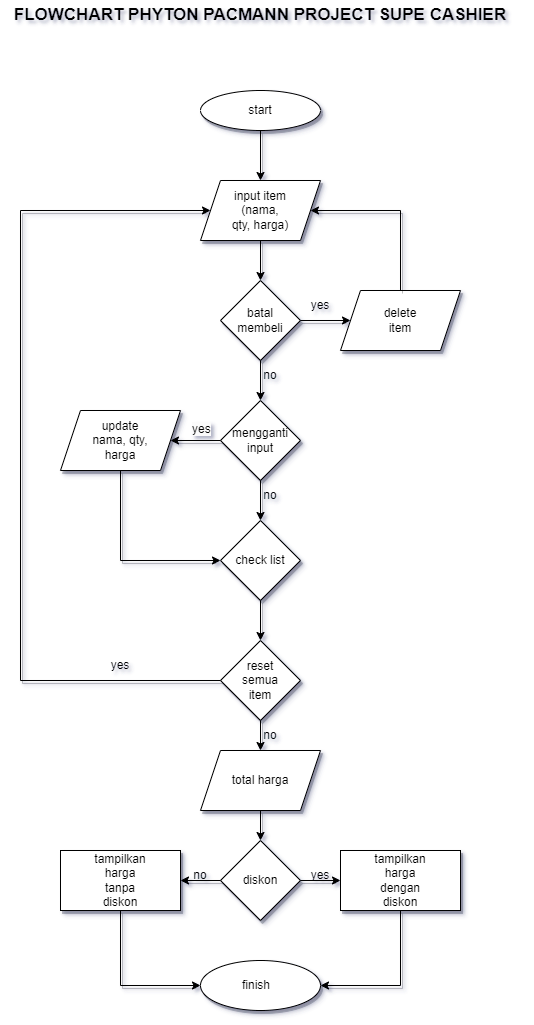 FLOWCHART PHYTON PACMANN PROJECT SUPE CASHIER
start
input item
(nama,
qty, harga)
batal
membeli
yes
delete
item
no
update
nama, qty,
harga
yes
mengganti
input
no
check list
yes
reset
semua
item
no
total harga
tampilkan
harga
tanpa
diskon
no
diskon
yes
tampilkan
harga
dengan
diskon
finish